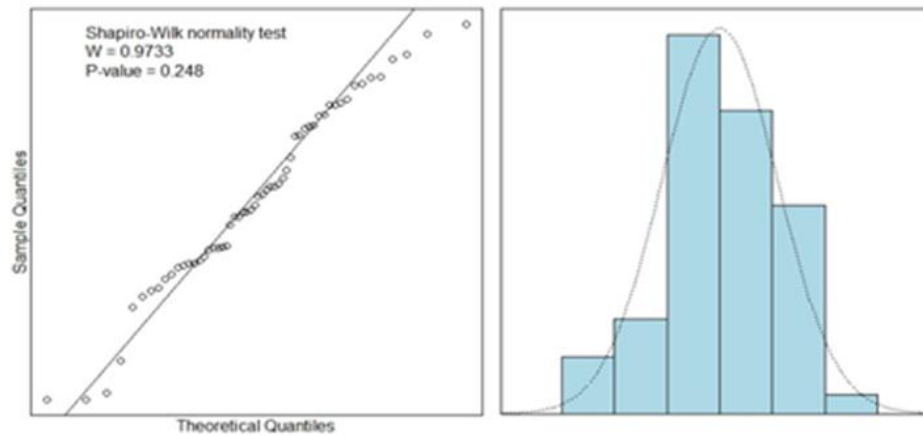 Shapiro-Wilk normality test
W = 0.9733
P-value = 0.248
Sample Quantiles
Theoretical Quantiles